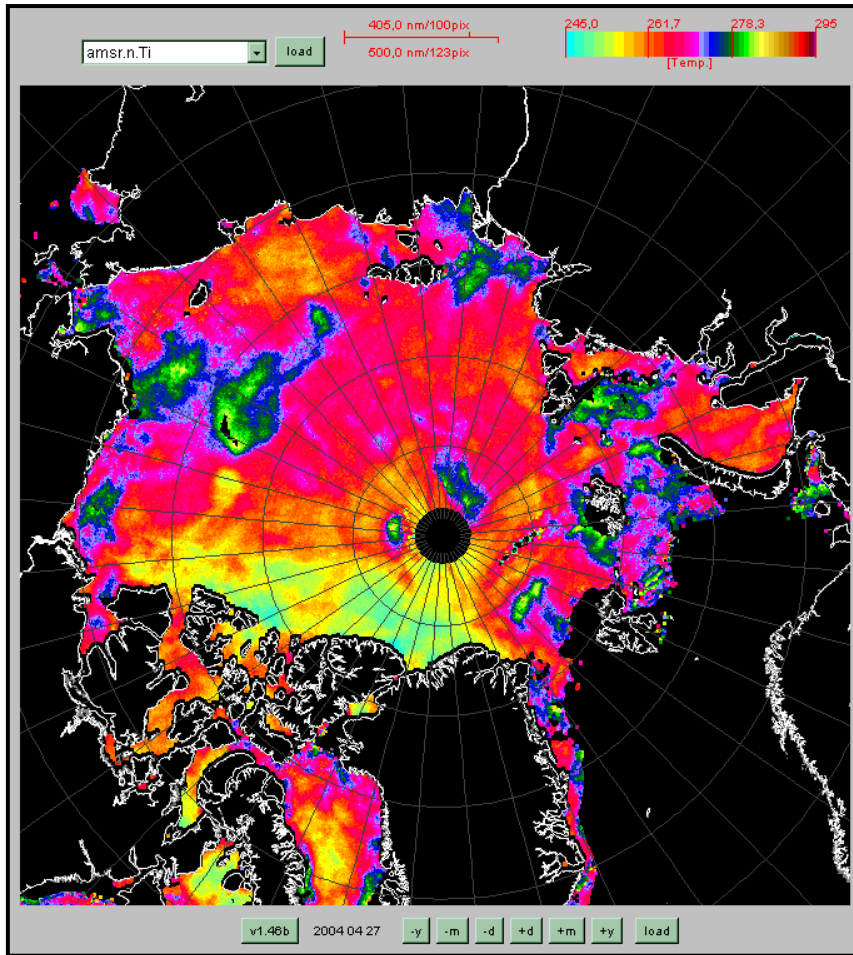 405,0 nm/100pix
245,0 261,7 278,3 295
amsr.n.Ti load
500,0 nm/123pix
[Temp.]
v1.46b 2004 04 27 -y -m -d +d +m +y load